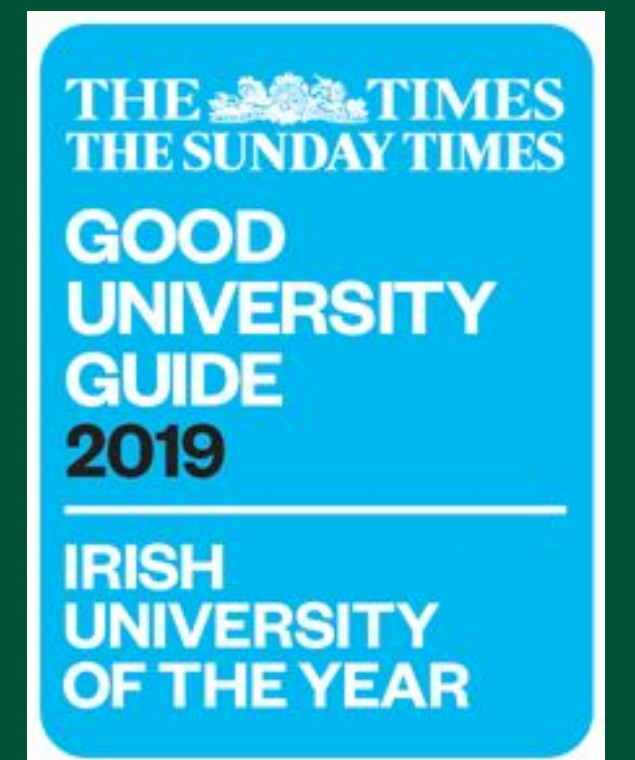 THE TIMES
THE SUNDAY TIMES
GOOD
UNIVERSITY
GUIDE
2019
IRISH
UNIVERSITY
OF THE YEAR